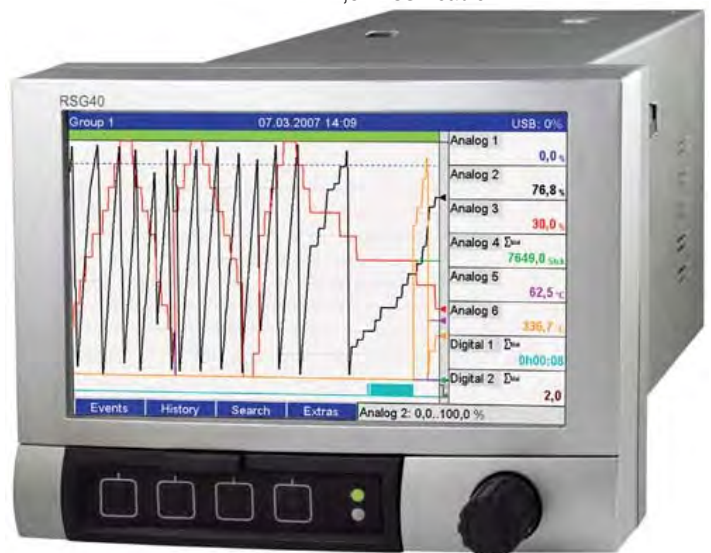 RSG40
Group 1 07.03.2007 14:09 USB: 0%
Analog 1
0,0 %
Analog 2
76,8 %
Analog 3
30,0 %
Analog 4
7649,0
Analog 5
62,5 °C
Analog 6
336,7
Digital 1
0h00:08
Digital 2
2,0
Events History Search Extras Analog 2: 0,0..100,0 %